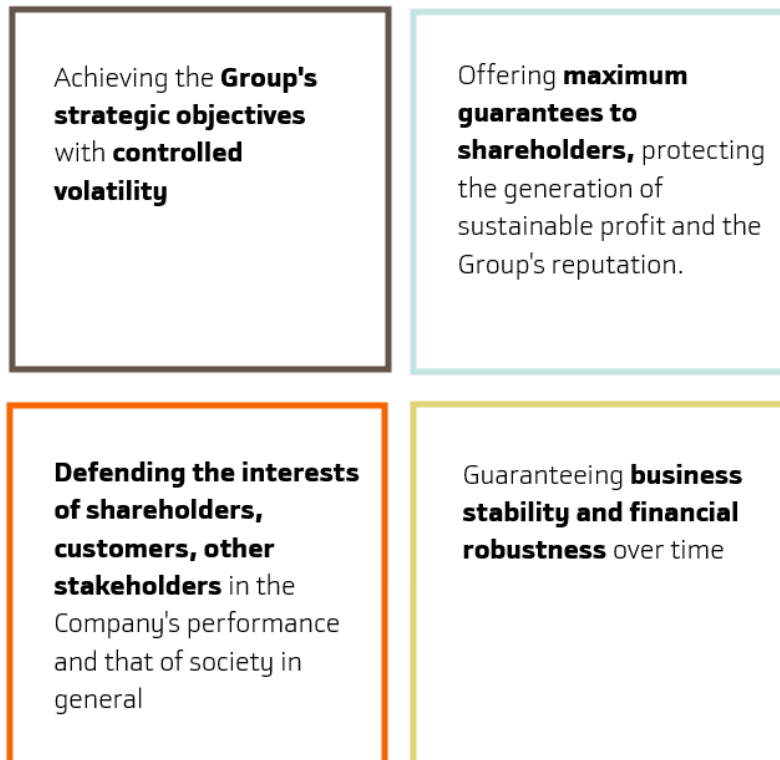 Achieving the Group's
strategic objectives
with controlled
volatility
Offering maximum
guarantees to
shareholders, protecting
the generation of
sustainable profit and the
Group's reputation.
Defending the interests
of shareholders,
customers, other
stakeholders in the
Company's performance
and that of society in
general
Guaranteeing business
stability and financial
robustness over time